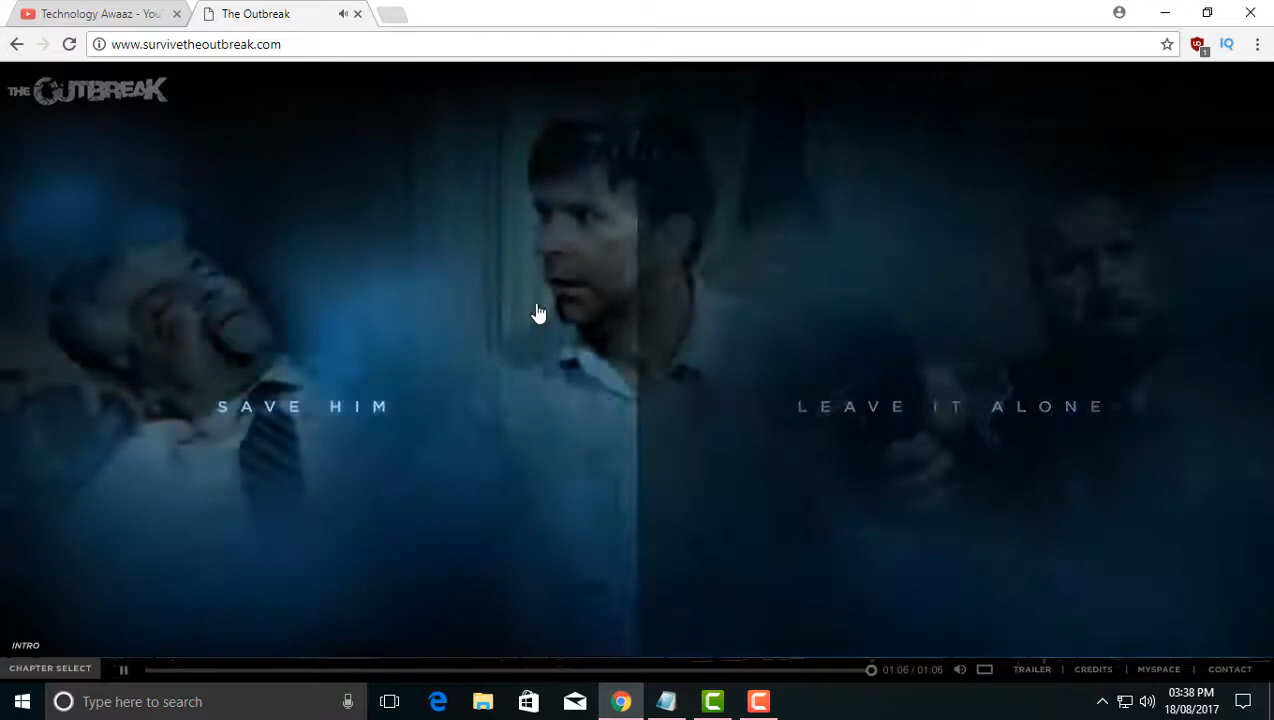 Technology Awaaz - You
The Outbreak
www.survivetheoutbreak.com
THE OUTBREAK
SAVE HIM
LEAVE IT ALONE
INTRO
CHAPTER SELECT
01:06 / 01:06
TRAILER
CREDITS
MYSPACE
CONTACT
Type here to search
03:38 PM
18/08/2017